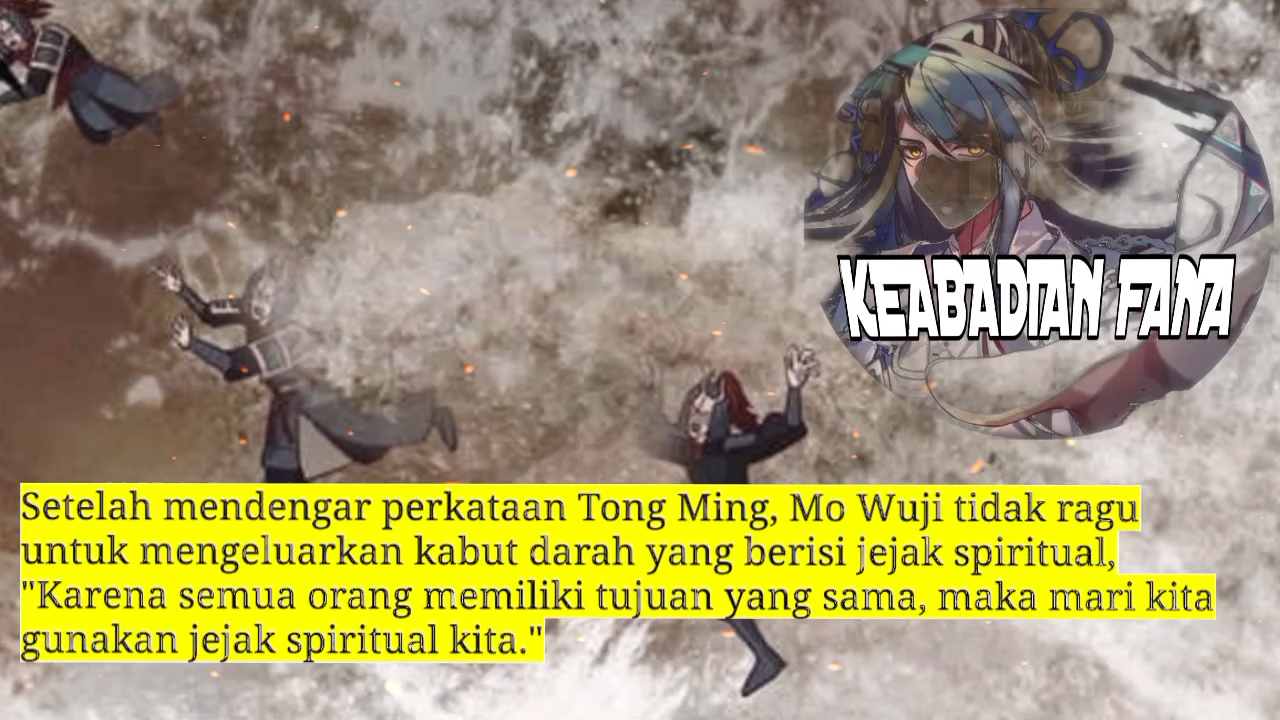 KEABADIAN FANA
Setelah mendengar perkataan Tong Ming, Mo Wuji tidak ragu
untuk mengeluarkan kabut darah yang berisi jejak spiritual,
"Karena semua orang memiliki tujuan yang sama, maka mari kita
gunakan jejak spiritual kita."